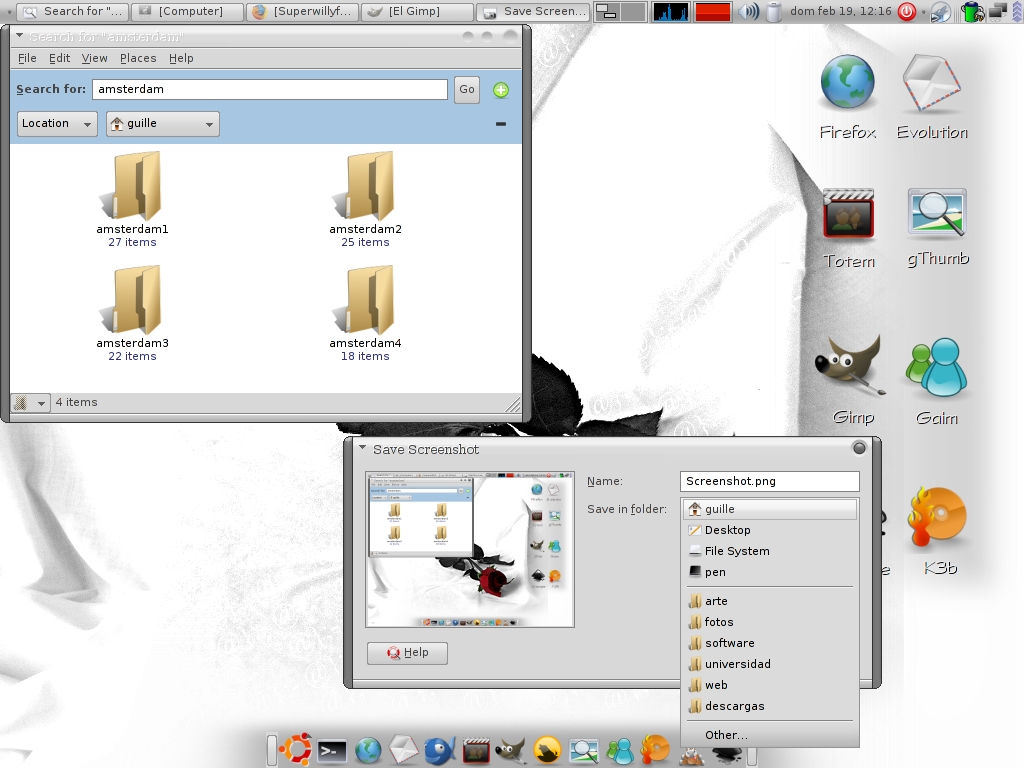 Search for "...
[Computer]
[Superwillyf...
[El Gimp]
Save Screen...
dom feb 19, 12:16
Search for "amsterdam"
File Edit View Places Help
Search for: amsterdam Go
Location guille
amsterdam1 amsterdam2
27 items 25 items
amsterdam3 amsterdam4
22 items 18 items
4 items
Firefox Evolution
Totem gThumb
Gimp Gaim
K3b
Save Screenshot
Name: Screenshot.png
Save in folder: guille
Desktop
File System
pen
arte
fotos
software
universidad
web
descargas
Other...
Help